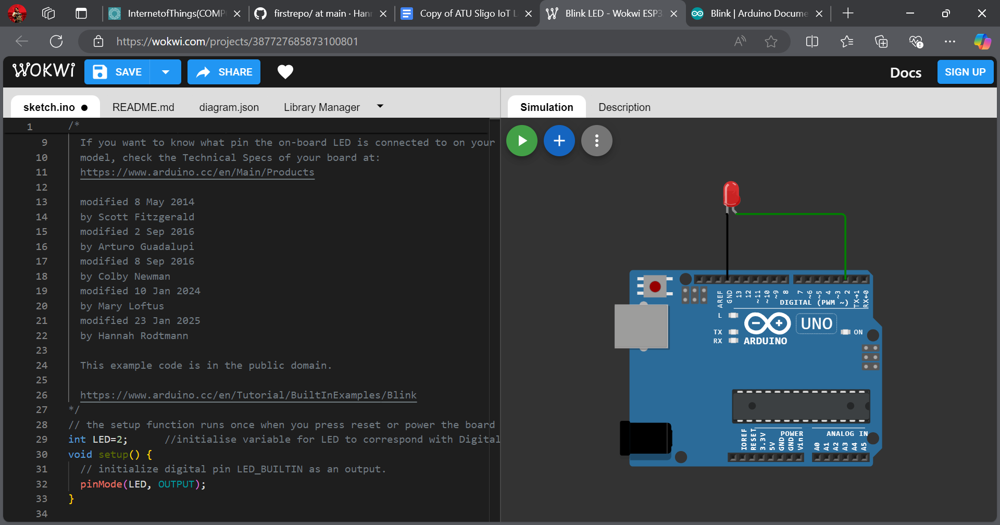 InternetofThings(COMP
firstrepo/ at main · Han
Copy of ATU Sligo IoT L
Blink LED - Wokwi ESP3
Blink | Arduino Docume
https://wokwi.com/projects/387727685873100801
WOKWi
SAVE
SHARE
Docs
SIGN UP
sketch.ino ●
README.md
diagram.json
Library Manager
Simulation
Description
1 /*
9 If you want to know what pin the on-board LED is connected to on your
10 model, check the Technical Specs of your board at:
11 https://www.arduino.cc/en/Main/Products
12
13 modified 8 May 2014
14 by Scott Fitzgerald
15 modified 2 Sep 2016
16 by Arturo Guadalupi
17 modified 8 Sep 2016
18 by Colby Newman
19 modified 10 Jan 2024
20 by Mary Loftus
21 modified 23 Jan 2025
22 by Hannah Rodtmann
23
24 This example code is in the public domain.
25
26 https://www.arduino.cc/en/Tutorial/BuiltInExamples/Blink
27 */
28 // the setup function runs once when you press reset or power the board
29 int LED=2; //initialise variable for LED to correspond with Digital
30 void setup() {
31 // initialize digital pin LED_BUILTIN as an output.
32 pinMode(LED, OUTPUT);
33 }
34
AREF
GND
13
12
~11
~10
~9
8
7
~6
~5
4
~3
2
TX→1
RX←0
DIGITAL (PWM ~)
L
TX
RX
UNO
ARDUINO
ON
POWER
ANALOG IN
IOREF
RESET
3.3V
5V
GND
GND
Vin
A0
A1
A2
A3
A4
A5